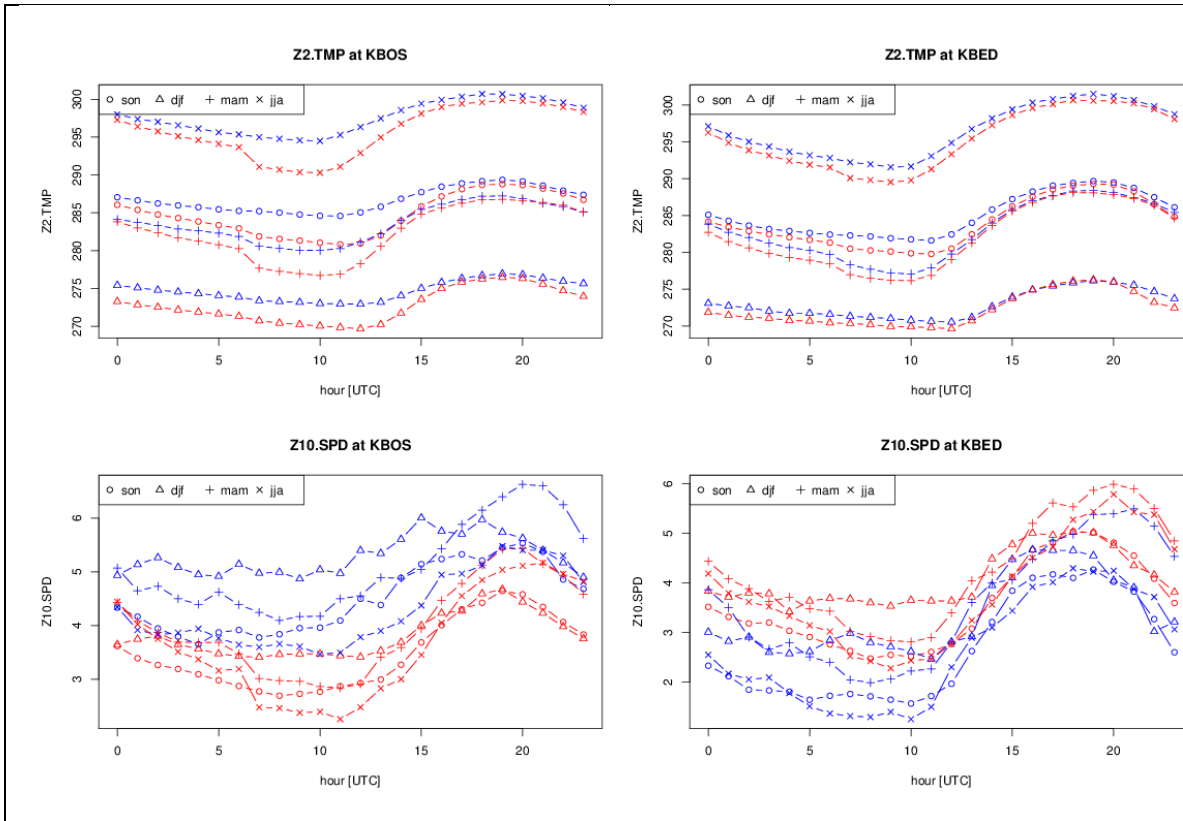 Z2.TMP at KBOS
son djf mam jja
Z2.TMP
300
295
290
285
280
275
270
0 5 10 15 20
hour [UTC]
Z2.TMP at KBED
son djf mam jja
Z2.TMP
300
295
290
285
280
275
270
0 5 10 15 20
hour [UTC]
Z10.SPD at KBOS
son djf mam jja
Z10.SPD
6
5
4
3
0 5 10 15 20
hour [UTC]
Z10.SPD at KBED
son djf mam jja
Z10.SPD
6
5
4
3
2
0 5 10 15 20
hour [UTC]